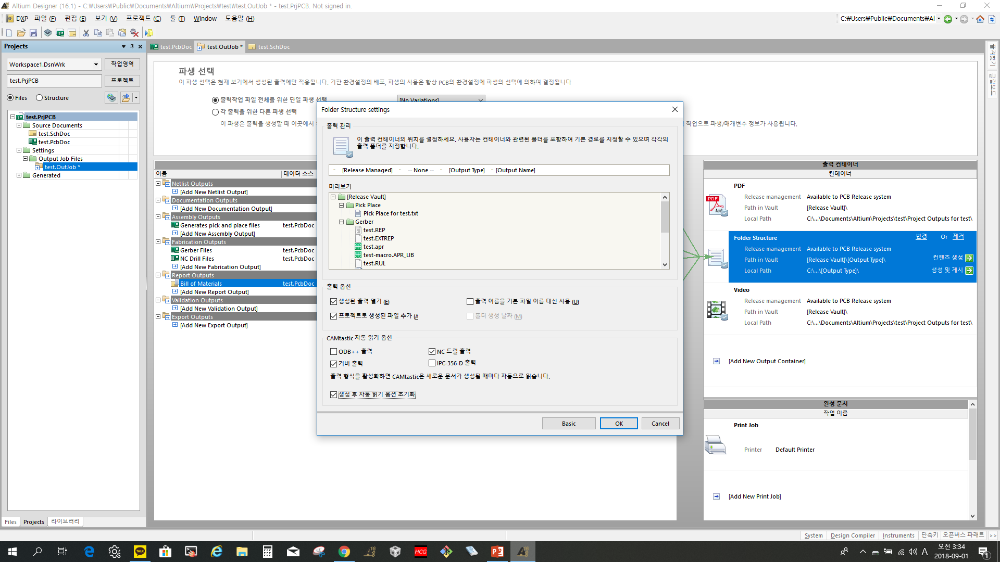 Altium Designer (16.1) - C:₩Users₩Public₩Documents₩Altium₩Projects₩test₩test.OutJob * - test.PrjPCB. Not signed in.
DXP 파일 (F) 편집 (E) 보기 (V) 프로젝트 (C) 툴 (T) Window 도움말 (H)
C:₩Users₩Public₩Documents₩Al
Projects
test.PcbDoc test.OutJob * test.SchDoc
Workspace1.DsnWrk 작업영역
test.PrjPCB 프로젝트
Files Structure
test.PrjPCB
Source Documents
test.SchDoc
test.PcbDoc
Settings
Output Job Files
test.OutJob *
Generated
Files Projects 라이브러리
즐겨찾기
클립보드
파생 선택
이 파생 선택은 현재 보기에서 생성된 출력에만 적용됩니다. 기판 환경설정의 배포, 파생의 사용은 항상 PCB의 환경설정에 파생의 선택에 의하여 결정됩니다
출력작업 파일 전체를 위한 단일 파생 선택 [No Variations]
각 출력을 위한 다른 파생 선택
이 파생은 출력을 생성할 때 이곳에서
작업으로 파생/매개변수 정보가 사용됩니다.
이름 데이터 소스
Netlist Outputs
[Add New Netlist Output]
Documentation Outputs
[Add New Documentation Output]
Assembly Outputs
Generates pick and place files test.PcbDoc
[Add New Assembly Output]
Fabrication Outputs
Gerber Files test.PcbDoc
NC Drill Files test.PcbDoc
[Add New Fabrication Output]
Report Outputs
Bill of Materials test.PcbDoc
[Add New Report Output]
Validation Outputs
[Add New Validation Output]
Export Outputs
[Add New Export Output]
Folder Structure settings
출력 관리
이 출력 컨테이너의 위치를 설정하세요. 사용자는 컨테이너와 관련된 폴더를 포함하여 기본 경로를 지정할 수 있으며 각각의
출력 폴더를 지정합니다.
[Release Managed] -- None -- [Output Type] [Output Name]
미리보기
[Release Vault]
Pick Place
Pick Place for test.txt
Gerber
test.REP
test.EXTREP
test.apr
test-macro.APR_LIB
test.RUL
출력 옵션
생성된 출력 열기 (E) 출력 이름을 기본 파일 이름 대신 사용 (U)
프로젝트로 생성된 파일 추가 (A 폴더 생성 날짜 (M)
CAMtastic 자동 읽기 옵션
ODB++ 출력 NC 드릴 출력
거버 출력 IPC-356-D 출력
출력 형식을 활성화하면 CAMtastic은 새로운 문서가 생성될 때마다 자동으로 읽습니다.
생성 후 자동 읽기 옵션 초기화
Basic OK Cancel
출력 컨테이너
컨테이너
PDF
PDF
Adob
Release management Available to PCB Release system
Path in Vault [Release Vault]\
Local Path C:\...\Documents\Altium\Projects\test\Project Outputs for test\
Folder Structure 변경 Or 제거
Release management Available to PCB Release system
Path in Vault [Release Vault]\[Output Type]\ 컨텐츠 생성
Local Path C:\...\[Output Type]\ 생성 및 게시
Video
Release management Available to PCB Release system
Path in Vault [Release Vault]\
Local Path C:\...\Documents\Altium\Projects\test\Project Outputs for test\
[Add New Output Container]
완성 문서
작업 이름
Print Job
Printer Default Printer
[Add New Print Job]
System Design Compiler Instruments 단축키 오픈버스 파래트 >>
TALK
HCG
A
오전 3:34
2018-09-01
1